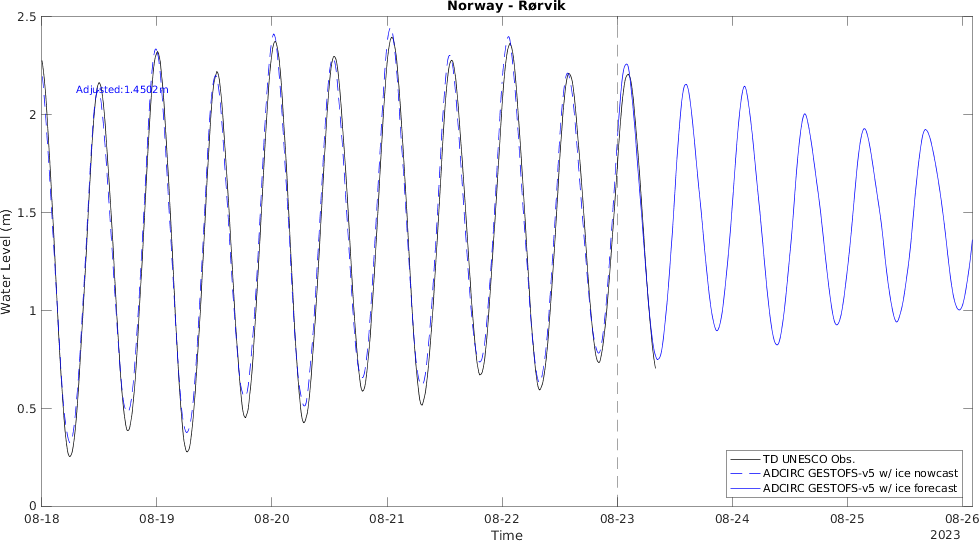 Norway - Rørvik
2.5
2
1.5
1
0.5
0
Water Level (m)
Adjusted:1.4502m
TD UNESCO Obs.
ADCIRC GESTOFS-v5 w/ ice nowcast
ADCIRC GESTOFS-v5 w/ ice forecast
08-18 08-19 08-20 08-21 08-22 08-23 08-24 08-25 08-26
Time
2023